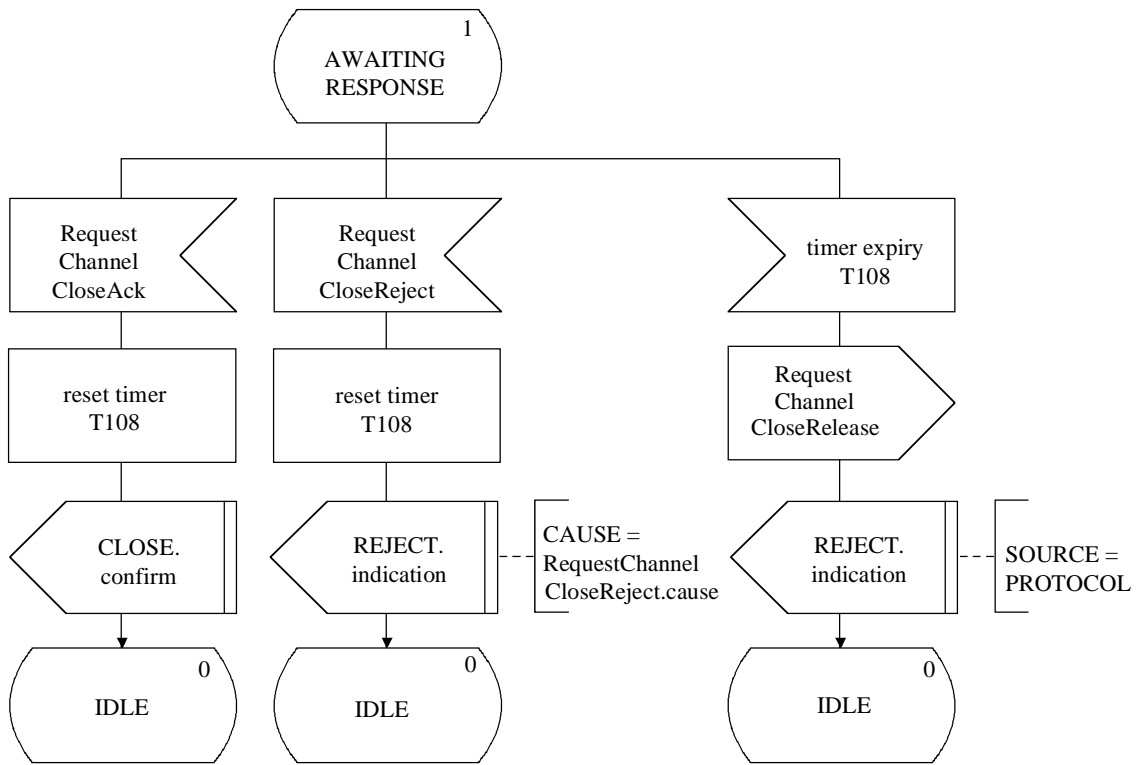 1
AWAITING
RESPONSE
Request
Channel
CloseAck
Request
Channel
CloseReject
timer expiry
T108
reset timer
T108
reset timer
T108
Request
Channel
CloseRelease
CLOSE.
confirm
REJECT.
indication
CAUSE =
RequestChannel
CloseReject.cause
REJECT.
indication
SOURCE =
PROTOCOL
0
IDLE
0
IDLE
0
IDLE